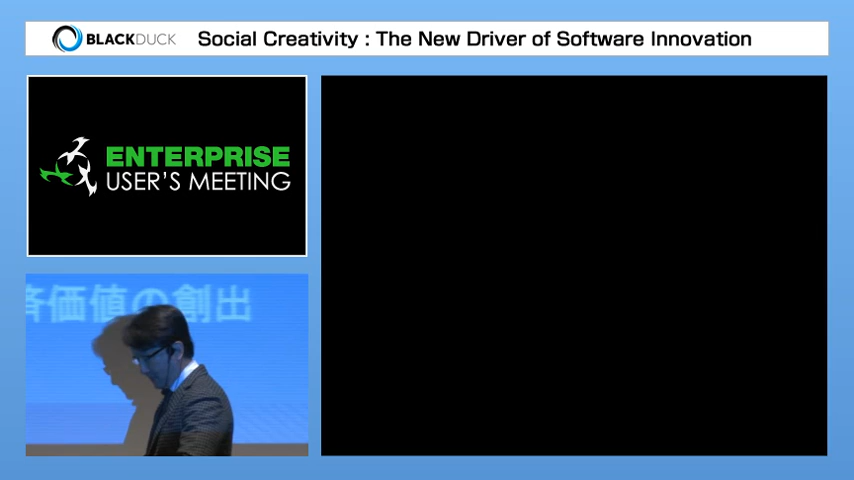 BLACKDUCK Social Creativity : The New Driver of Software Innovation
ENTERPRISE
USER'S MEETING
済価値の創出